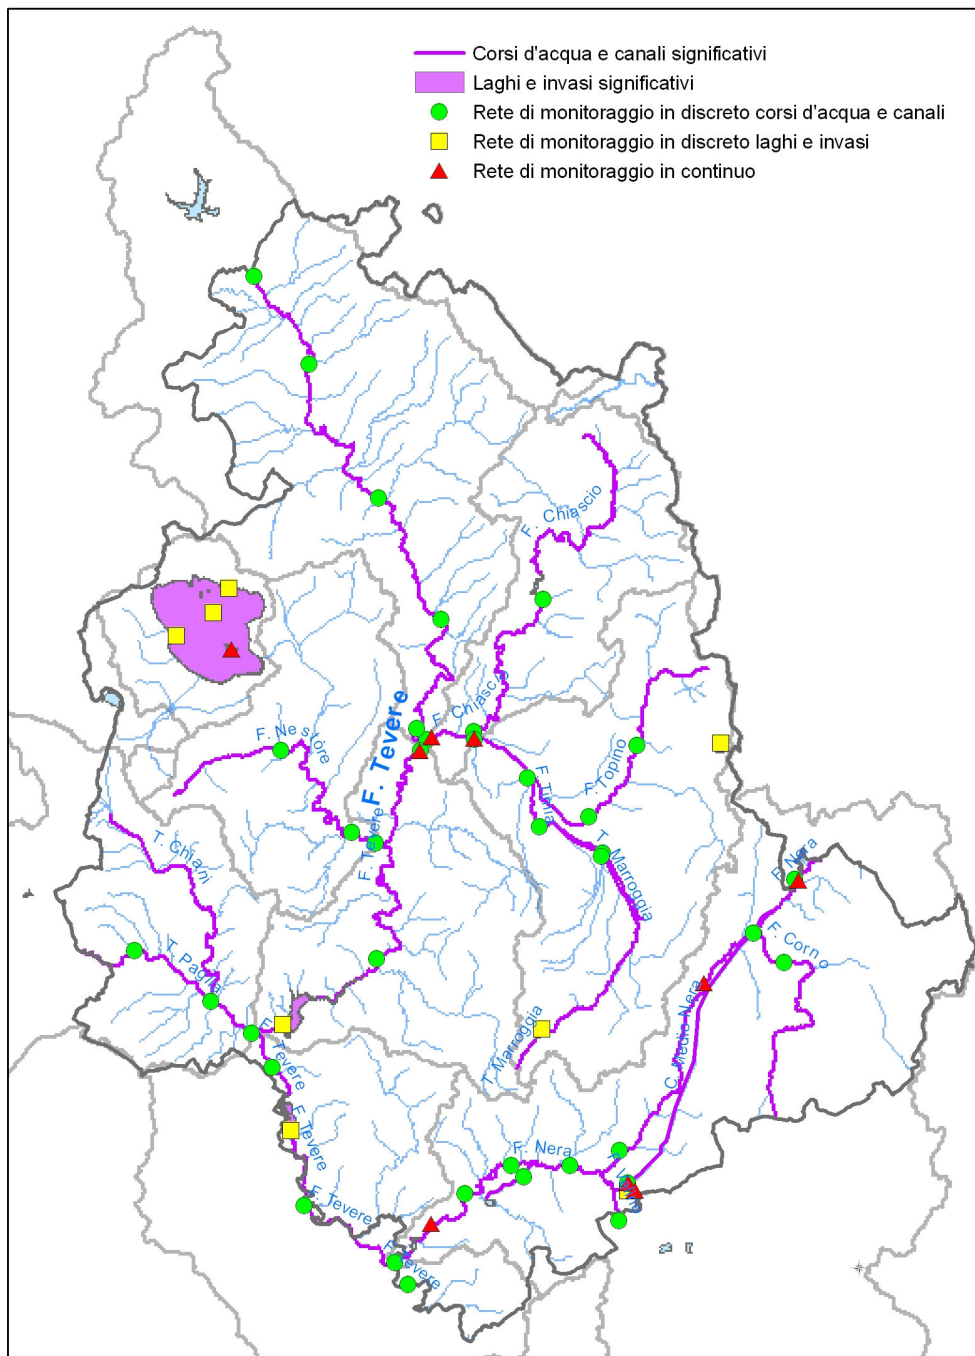 Corsi d'acqua e canali significativi
Laghi e invasi significativi
Rete di monitoraggio in discreto corsi d'acqua e canali
Rete di monitoraggio in discreto laghi e invasi
Rete di monitoraggio in continuo
F. Chiascio
F. Chiascio
F. Tevere
F. Nestore
F. Topino
F. Timia
F. Tevere
T. Marroggia
T. Chiani
F. Nera
F. Corno
T. Paglia
C. Medio Nera
F. Tevere
T. Marroggia
F. Tevere
F. Nera
F. Tevere
F. Tevere